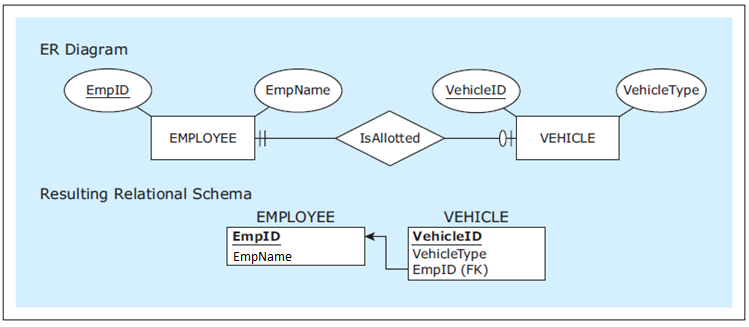 ER Diagram
EmpID
EmpName
VehicleID
VehicleType
EMPLOYEE
IsAllotted
VEHICLE
Resulting Relational Schema
EMPLOYEE
VEHICLE
EmpID
EmpName
VehicleID
VehicleType
EmpID (FK)